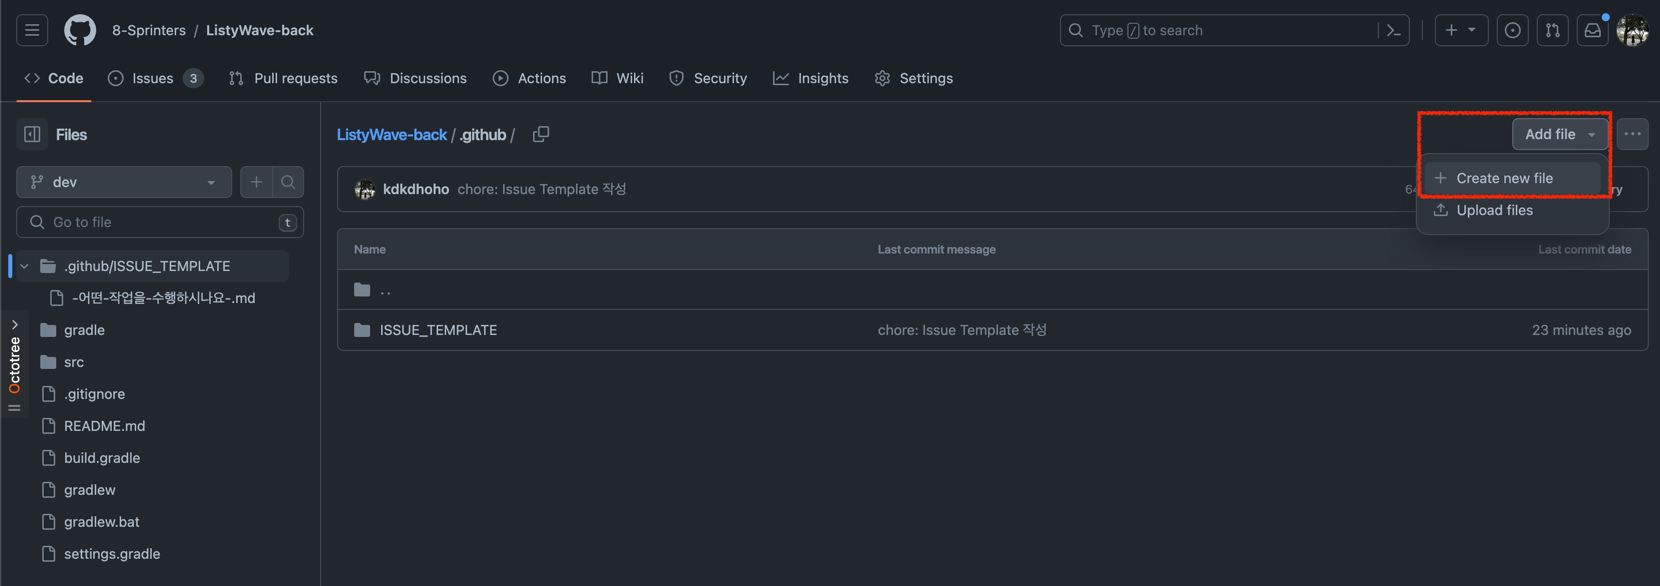 8-Sprinters / ListyWave-back
Type / to search
Code
Issues 3
Pull requests
Discussions
Actions
Wiki
Security
Insights
Settings
Files
dev
Go to file t
.github/ISSUE_TEMPLATE
-어떤-작업을-수행하시나요-.md
gradle
src
.gitignore
README.md
build.gradle
gradlew
gradlew.bat
settings.gradle
Octotree
ListyWave-back / .github /
Add file
Create new file
Upload files
kdkdhoho chore: Issue Template 작성
Name Last commit message Last commit date
..
ISSUE_TEMPLATE chore: Issue Template 작성 23 minutes ago